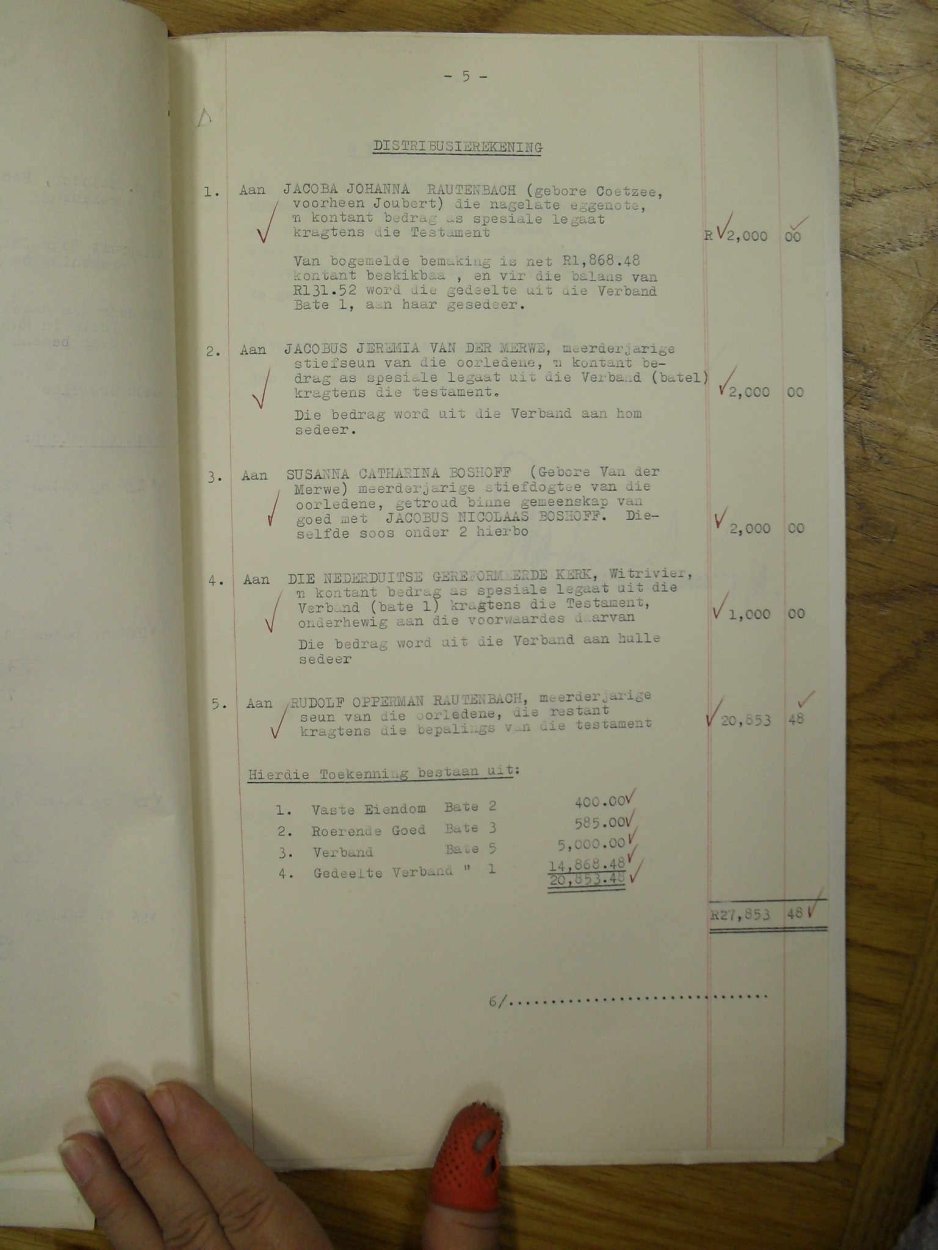 - 5 -
DISTRIBUSIEREKENING
1. Aan JACOBA JOHANNA RAUTENBACH (gebore Coetzee,
voorheen Joubert) die nagelate eggenote,
'n kontant bedrag as spesiale legaat
kragtens die Testament R 2,000 00
Van bogemelde bemaking is net R1,868.48
kontant beskikbaa , en vir die balans van
R131.52 word die gedeelte uit die Verband
Bate 1, aan haar gesedeer.
2. Aan JACOBUS JEREMIA VAN DER MERWE, meerderjarige
stiefseun van die oorledene, 'n kontant be-
drag as spesiale legaat uit die Verband (bate1)
kragtens die testament. 2,000 00
Die bedrag word uit die Verband aan hom
sedeer.
3. Aan SUSANNA CATHARINA BOSHOFF (Gebore Van der
Merwe) meerderjarige stiefdogtee van die
oorledene, getroud binne gemeenskap van
goed met JACOBUS NICOLAAS BOSHOFF. Die-
selfde soos onder 2 hierbo 2,000 00
4. Aan DIE NEDERDUITSE GEREFORMEERDE KERK, Witrivier,
'n kontant bedrag as spesiale legaat uit die
Verband (bate 1) kragtens die Testament,
onderhewig aan die voorwaardes daarvan 1,000 00
Die bedrag word uit die Verband aan hulle
sedeer
5. Aan RUDOLF OPPERMAN RAUTENBACH, meerderjarige
seun van die oorledene, die restant
kragtens die bepalings van die testament 20,853 48
Hierdie Toekenning bestaan uit:
1. Vaste Eiendom Bate 2 400.00
2. Roerende Goed Bate 3 585.00
3. Verband Bate 5 5,000.00
4. Gedeelte Verband " 1 14,868.48
20,853.48
R27,853 48
6/...............................